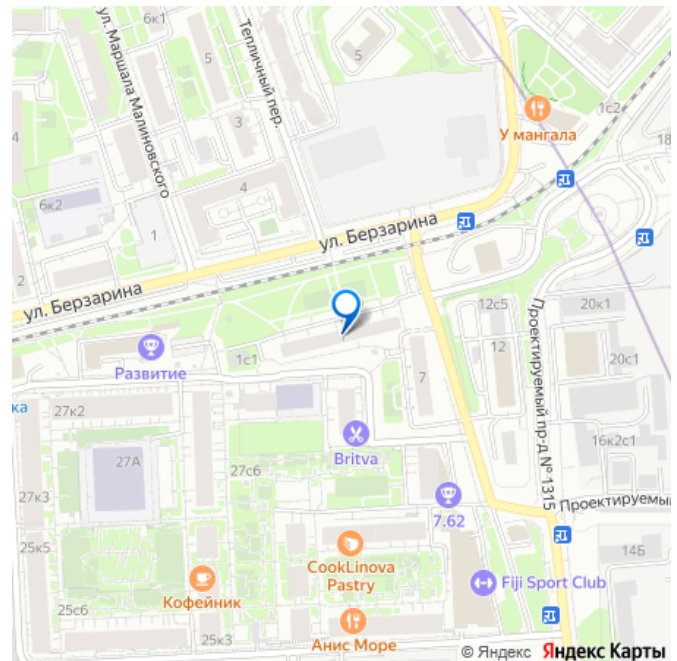 6к1
5
5
1с2
ул. Маршала Малиновского
Тепличный пер.
У мангала
4
3
18
6к2
4
1
ул. Берзарина
2
ул. Берзарина
12с5
20к1
Проектируемый пр-д № 1315
12
1с1
20с1
Развитие
7
ка
27к2
16к2с1
Britva
27А
27с6
27к3
7.62
Проектируемый
25к5
14Б
CookLinova
Pastry
Fiji Sport Club
Кофейник
25с6
25к3
Анис Море
© Яндекс Яндекс Карты